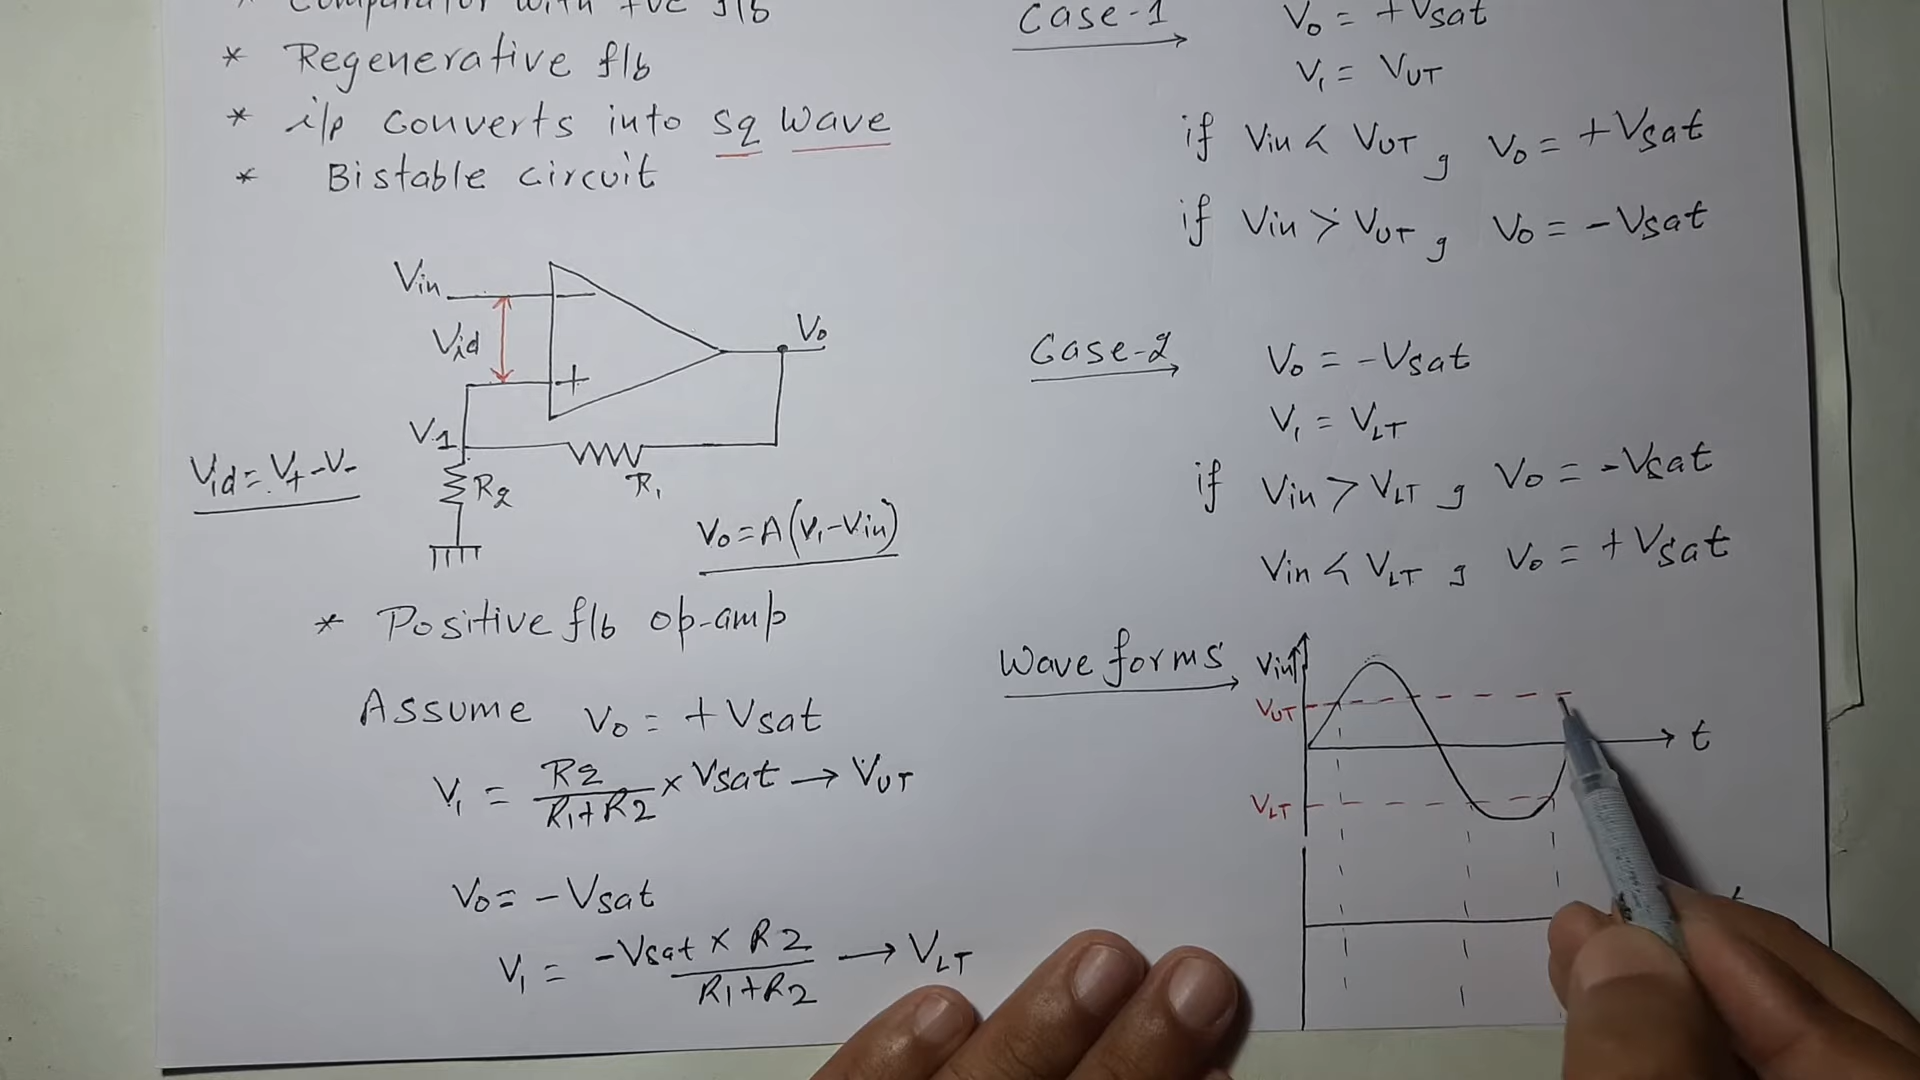 * Comparator with +ve f/b
* Regenerative f/b
* i/p converts into sq wave
* Bistable circuit
Vin
Vid
Vo
V1
R2
R1
Vid = V+ - V-
Vo = A(V1 - Vin)
* Positive f/b op-amp
Assume Vo = +Vsat
V1 = R2/R1+R2 × Vsat → VUT
Vo = -Vsat
V1 = -Vsat × R2/R1+R2 → VLT
Case-1 Vo = +Vsat
V1 = VUT
if Vin < VUT, Vo = +Vsat
if Vin > VUT, Vo = -Vsat
Case-2 Vo = -Vsat
V1 = VLT
if Vin > VLT, Vo = -Vsat
Vin < VLT, Vo = +Vsat
Wave forms
Vin
VUT
t
VLT